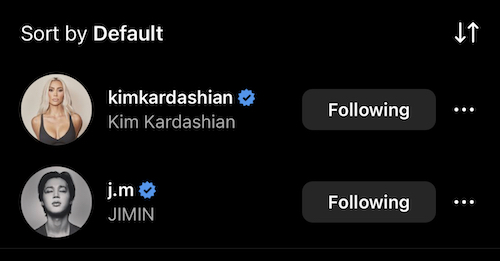 Sort by Default
kimkardashian
Kim Kardashian
Following
j.m
JIMIN
Following